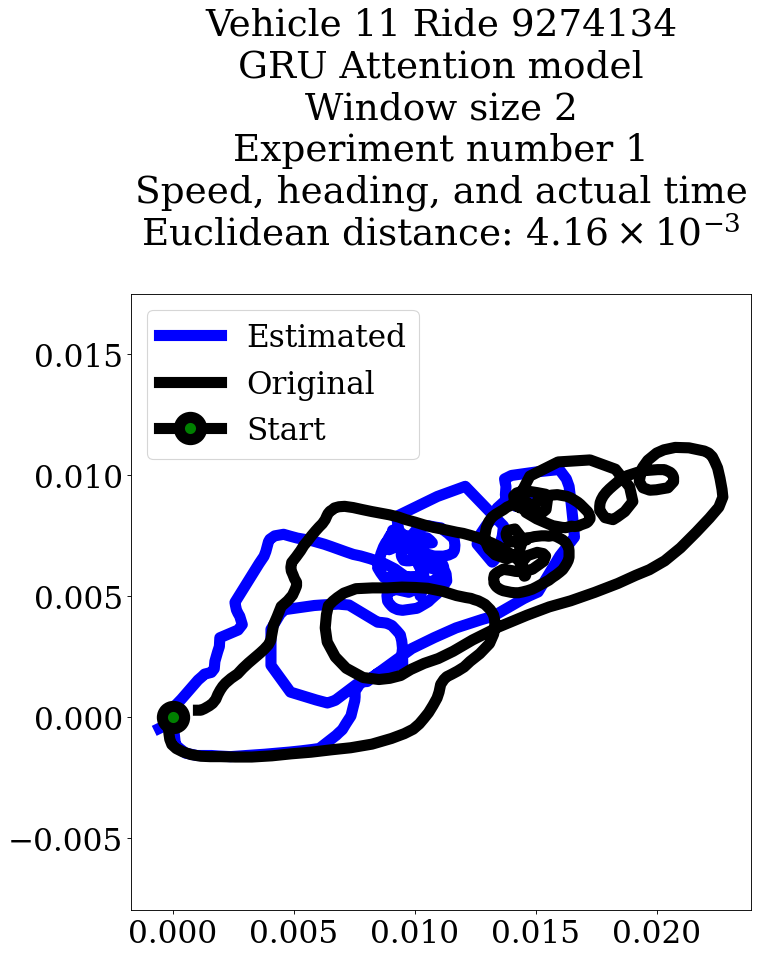 Vehicle 11 Ride 9274134
GRU Attention model
Window size 2
Experiment number 1
Speed, heading, and actual time
Euclidean distance: 4.16 × 10⁻³
Estimated
Original
Start
0.015
0.010
0.005
0.000
−0.005
0.000 0.005 0.010 0.015 0.020